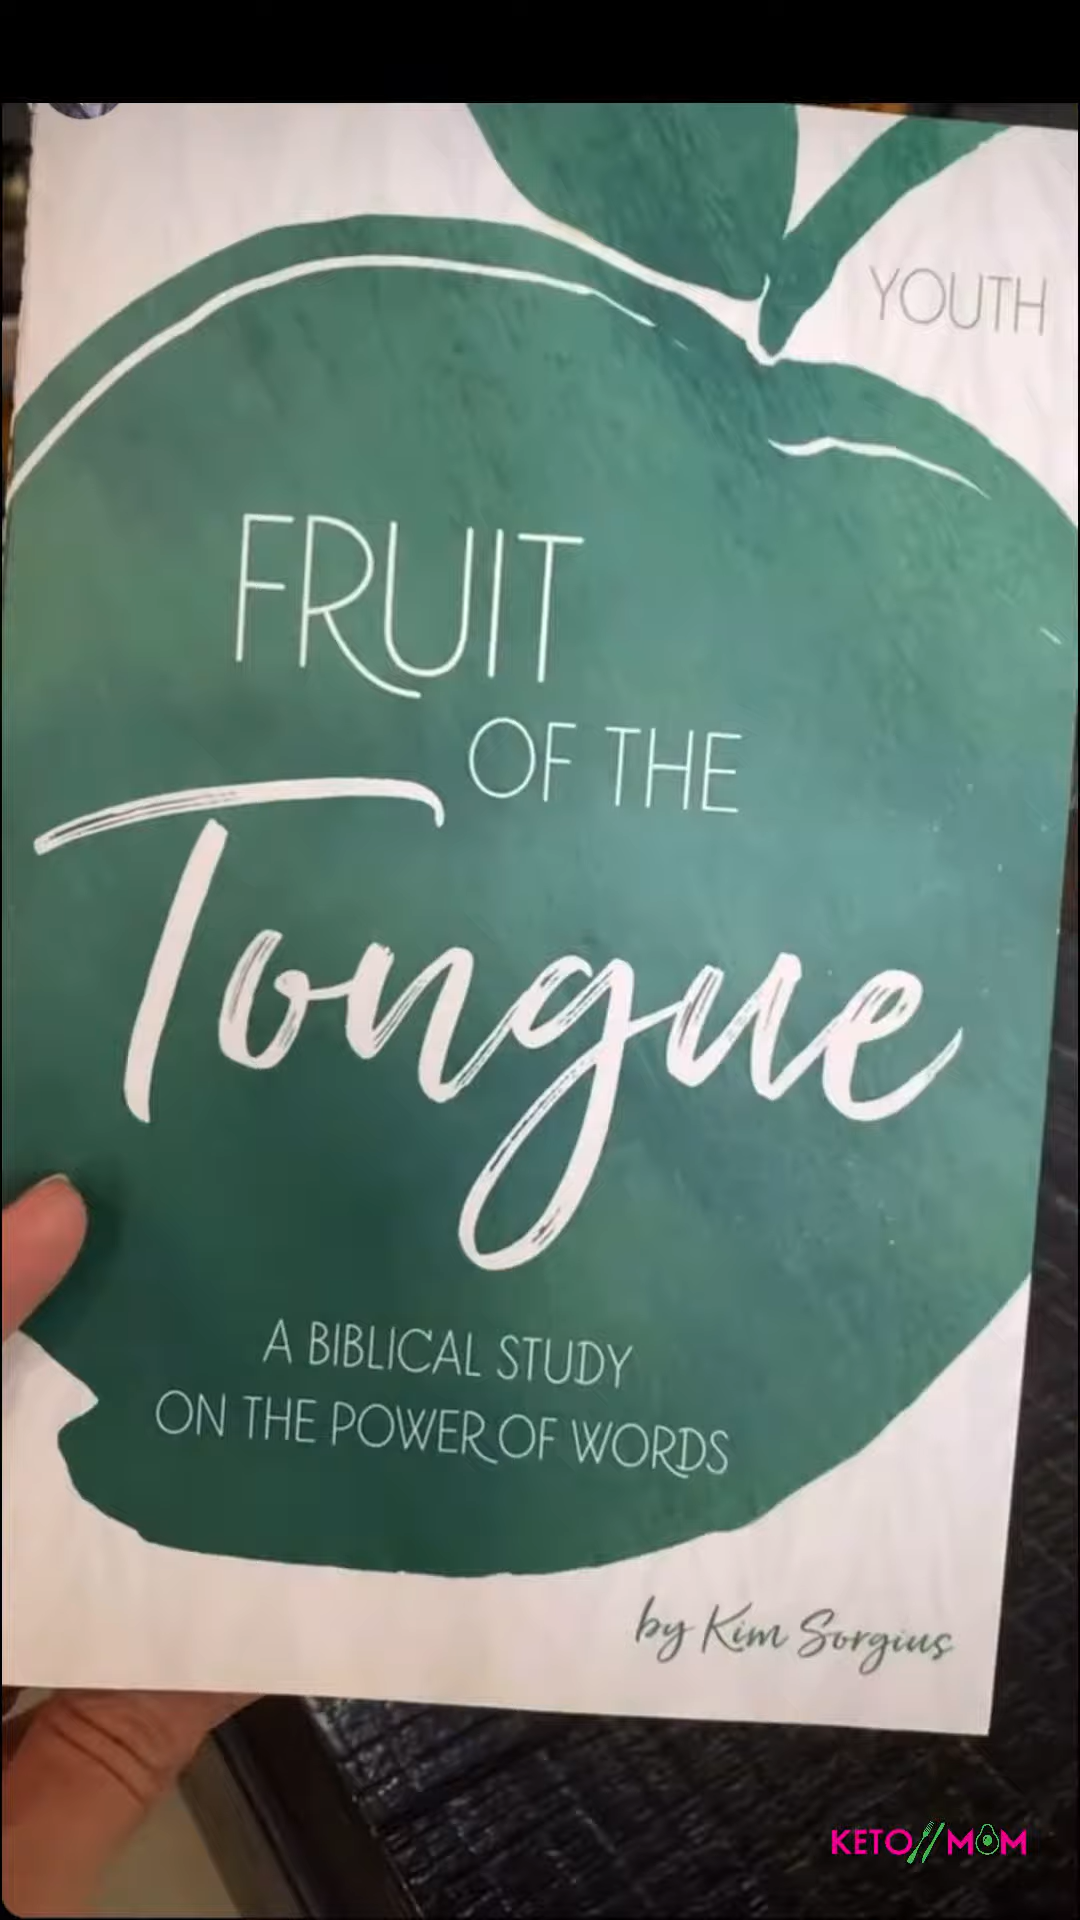 YOUTH
FRUIT
OF THE
Tongue
A BIBLICAL STUDY
ON THE POWER OF WORDS
by Kim Sorgius
KETO//MOM